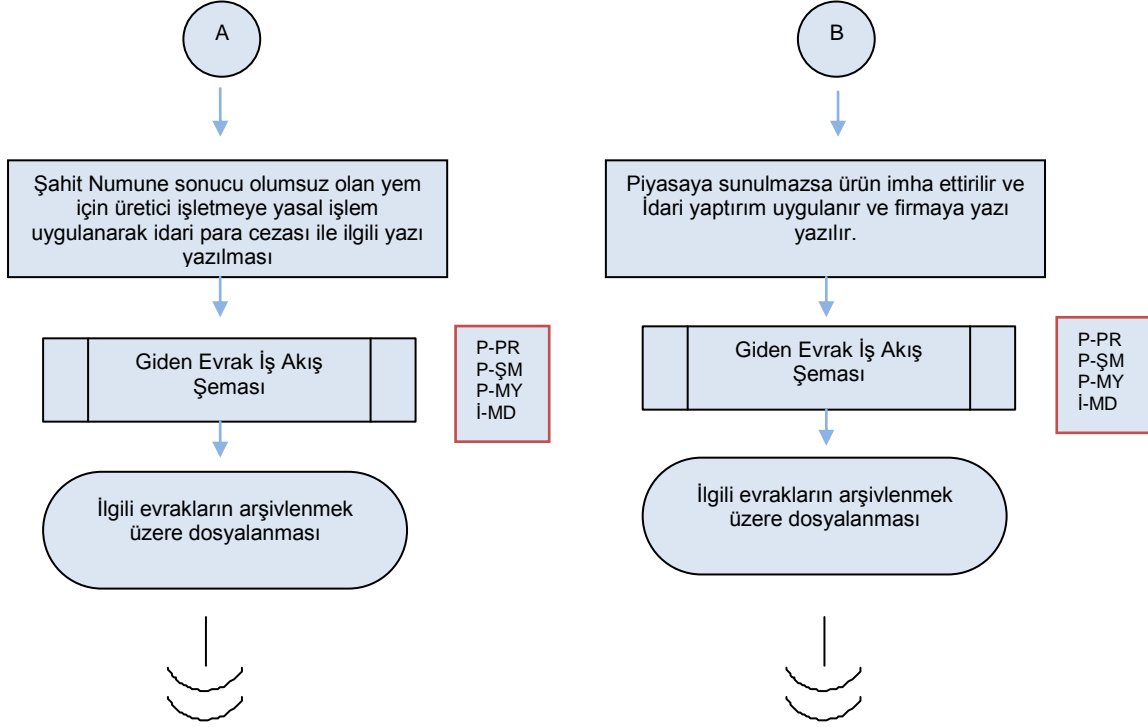 A
Şahit Numune sonucu olumsuz olan yem
için üretici işletmeye yasal işlem
uygulanarak idari para cezası ile ilgili yazı
yazılması
Giden Evrak İş Akış
Şeması
P-PR
P-ŞM
P-MY
İ-MD
İlgili evrakların arşivlenmek
üzere dosyalanması
B
Piyasaya sunulmazsa ürün imha ettirilir ve
İdari yaptırım uygulanır ve firmaya yazı
yazılır.
Giden Evrak İş Akış
Şeması
P-PR
P-ŞM
P-MY
İ-MD
İlgili evrakların arşivlenmek
üzere dosyalanması